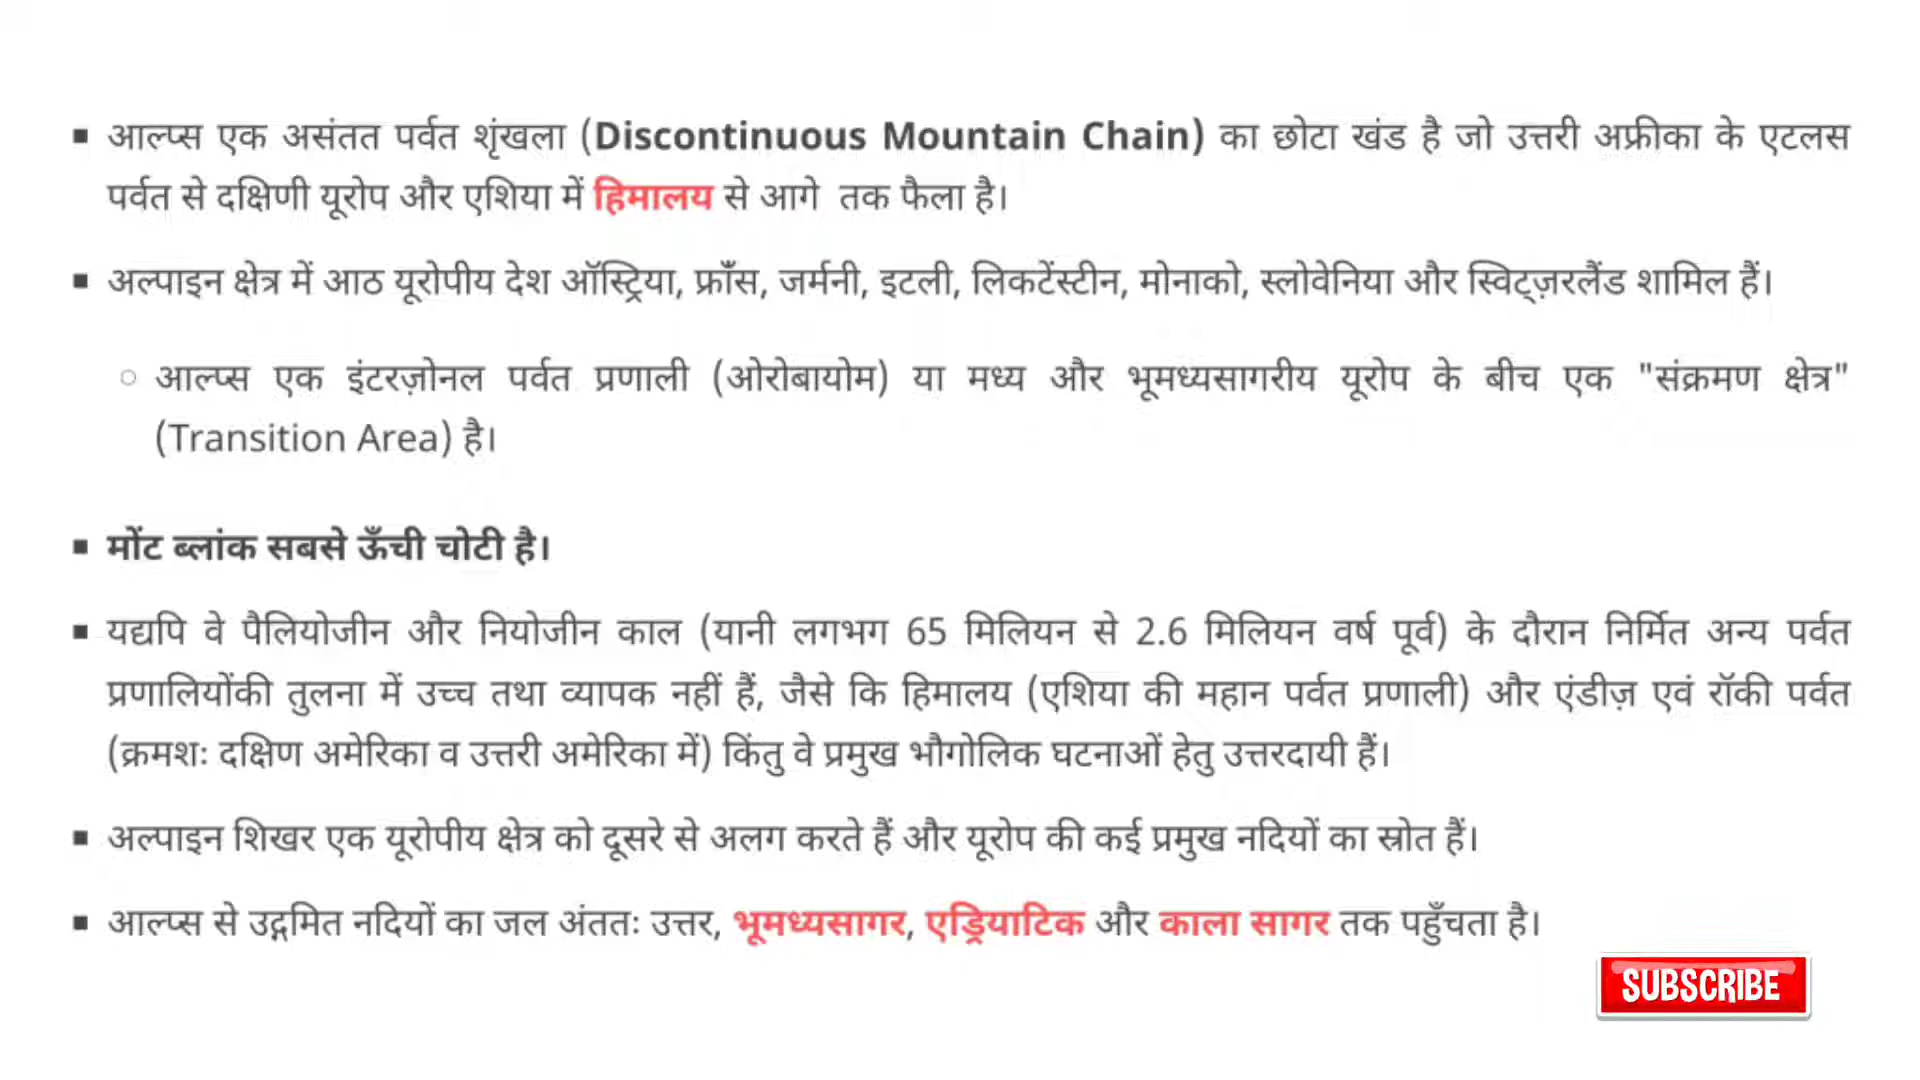 ▪ आल्प्स एक असंतत पर्वत शृंखला (Discontinuous Mountain Chain) का छोटा खंड है जो उत्तरी अफ्रीका के एटलस
पर्वत से दक्षिणी यूरोप और एशिया में हिमालय से आगे तक फैला है।
▪ अल्पाइन क्षेत्र में आठ यूरोपीय देश ऑस्ट्रिया, फ्राँस, जर्मनी, इटली, लिकटेंस्टीन, मोनाको, स्लोवेनिया और स्विट्ज़रलैंड शामिल हैं।
○ आल्प्स एक इंटरज़ोनल पर्वत प्रणाली (ओरोबायोम) या मध्य और भूमध्यसागरीय यूरोप के बीच एक "संक्रमण क्षेत्र"
(Transition Area) है।
▪ मोंट ब्लांक सबसे ऊँची चोटी है।
▪ यद्यपि वे पैलियोजीन और नियोजीन काल (यानी लगभग 65 मिलियन से 2.6 मिलियन वर्ष पूर्व) के दौरान निर्मित अन्य पर्वत
प्रणालियोंकी तुलना में उच्च तथा व्यापक नहीं हैं, जैसे कि हिमालय (एशिया की महान पर्वत प्रणाली) और एंडीज़ एवं रॉकी पर्वत
(क्रमशः दक्षिण अमेरिका व उत्तरी अमेरिका में) किंतु वे प्रमुख भौगोलिक घटनाओं हेतु उत्तरदायी हैं।
▪ अल्पाइन शिखर एक यूरोपीय क्षेत्र को दूसरे से अलग करते हैं और यूरोप की कई प्रमुख नदियों का स्रोत हैं।
▪ आल्प्स से उद्गमित नदियों का जल अंततः उत्तर, भूमध्यसागर, एड्रियाटिक और काला सागर तक पहुँचता है।
SUBSCRIBE